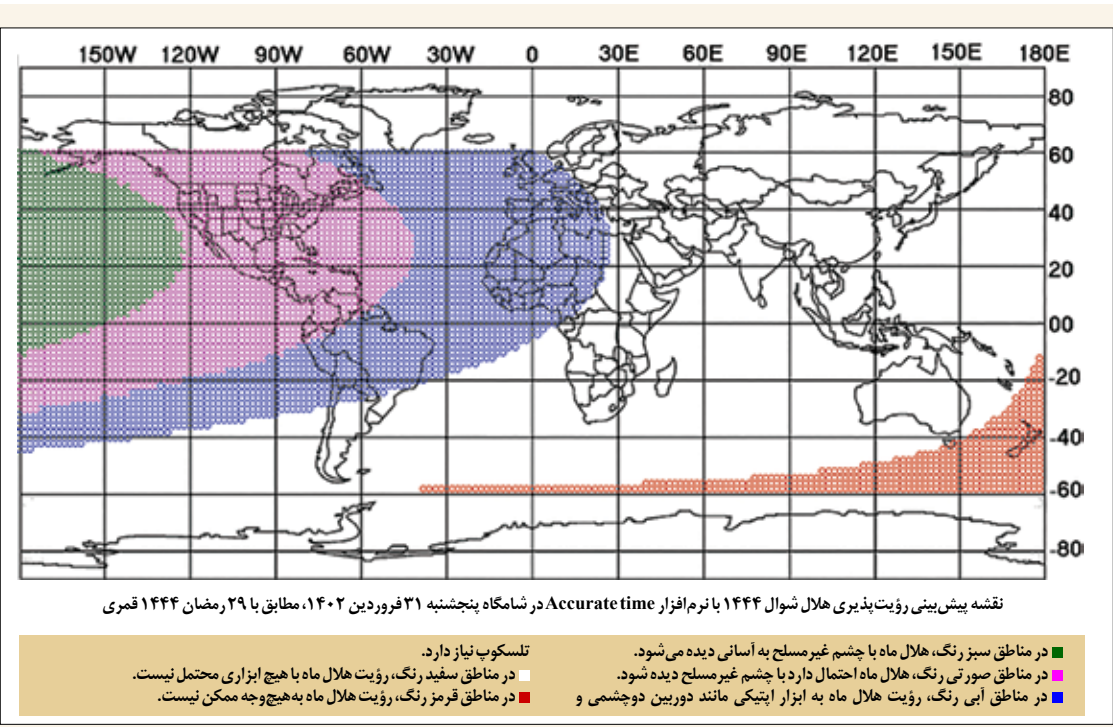 150W 120W 90W 60W 30W 0 30E 60E 90E 120E 150E 180E
80
60
40
20
00
-20
-40
-60
-80
نقشه پیش‌بینی رؤیت‌پذیری هلال شوال ۱۴۴۴ با نرم‌افزار Accurate time در شامگاه پنجشنبه ۳۱ فروردین ۱۴۰۲، مطابق با ۲۹ رمضان ۱۴۴۴ قمری
در مناطق سبز رنگ، هلال ماه با چشم غیرمسلح به آسانی دیده می‌شود.
در مناطق صورتی رنگ، هلال ماه احتمال دارد با چشم غیرمسلح دیده شود.
در مناطق آبی رنگ، رؤیت هلال ماه به ابزار اپتیکی مانند دوربین دوچشمی و
تلسکوپ نیاز دارد.
در مناطق سفید رنگ، رؤیت هلال ماه با هیچ ابزاری محتمل نیست.
در مناطق قرمز رنگ، رؤیت هلال ماه به‌هیچ‌وجه ممکن نیست.